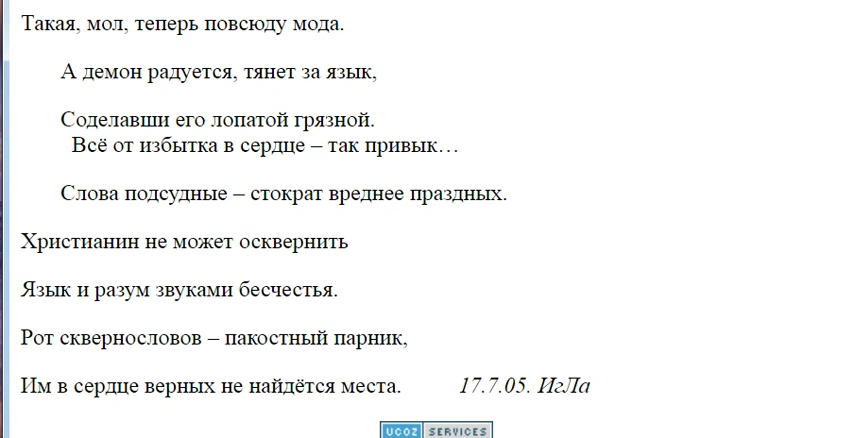 Такая, мол, теперь повсюду мода.
А демон радуется, тянет за язык,
Соделавши его лопатой грязной.
Всё от избытка в сердце – так привык…
Слова подсудные – стократ вреднее праздных.
Христианин не может осквернить
Язык и разум звуками бесчестья.
Рот сквернословов – пакостный парник,
Им в сердце верных не найдётся места. 17.7.05. ИгЛа
UCOZ SERVICES